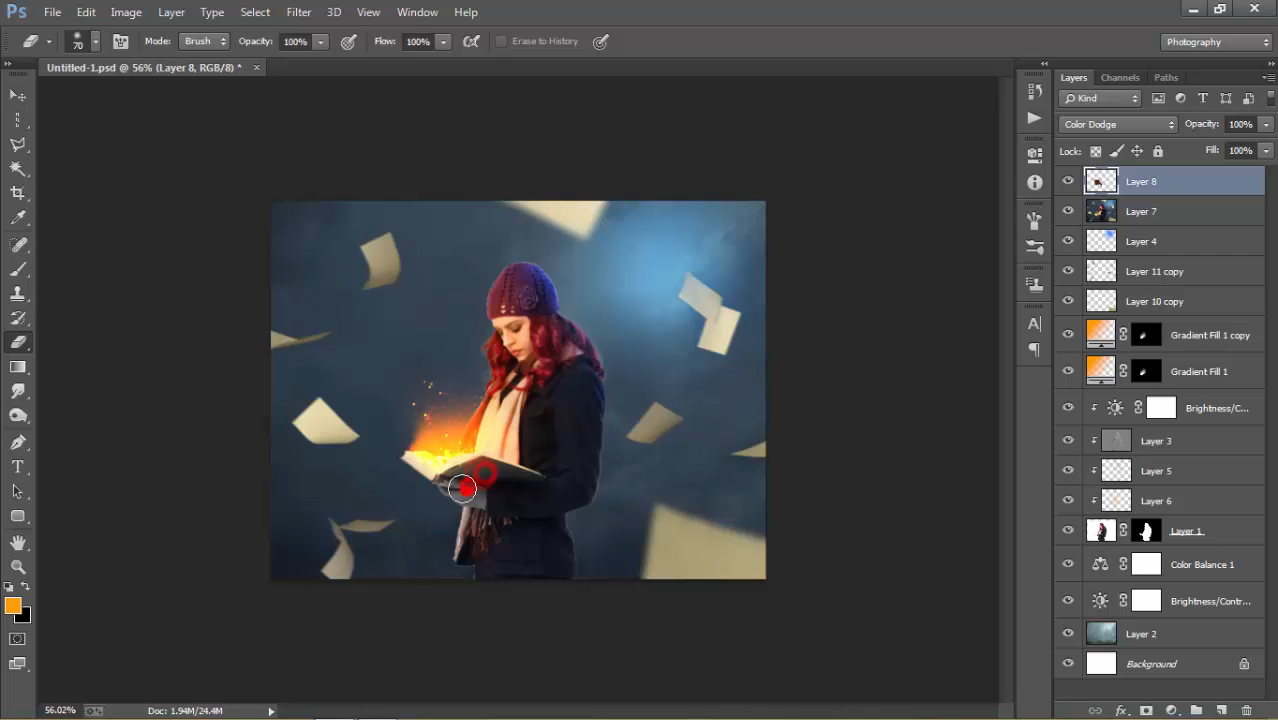 Ps File Edit Image Layer Type Select Filter 3D View Window Help
70 Mode: Brush Opacity: 100% Flow: 100% Erase to History Photography
Untitled-1.psd @ 56% (Layer 8, RGB/8) * ×
Layers Channels Paths
Kind
Color Dodge Opacity: 100%
Lock: Fill: 100%
Layer 8
Layer 7
Layer 4
Layer 11 copy
Layer 10 copy
Gradient Fill 1 copy
Gradient Fill 1
Brightness/C...
Layer 3
Layer 5
Layer 6
Layer 1
Color Balance 1
Brightness/Contr...
Layer 2
Background
56.02% Doc: 1.94M/24.4M